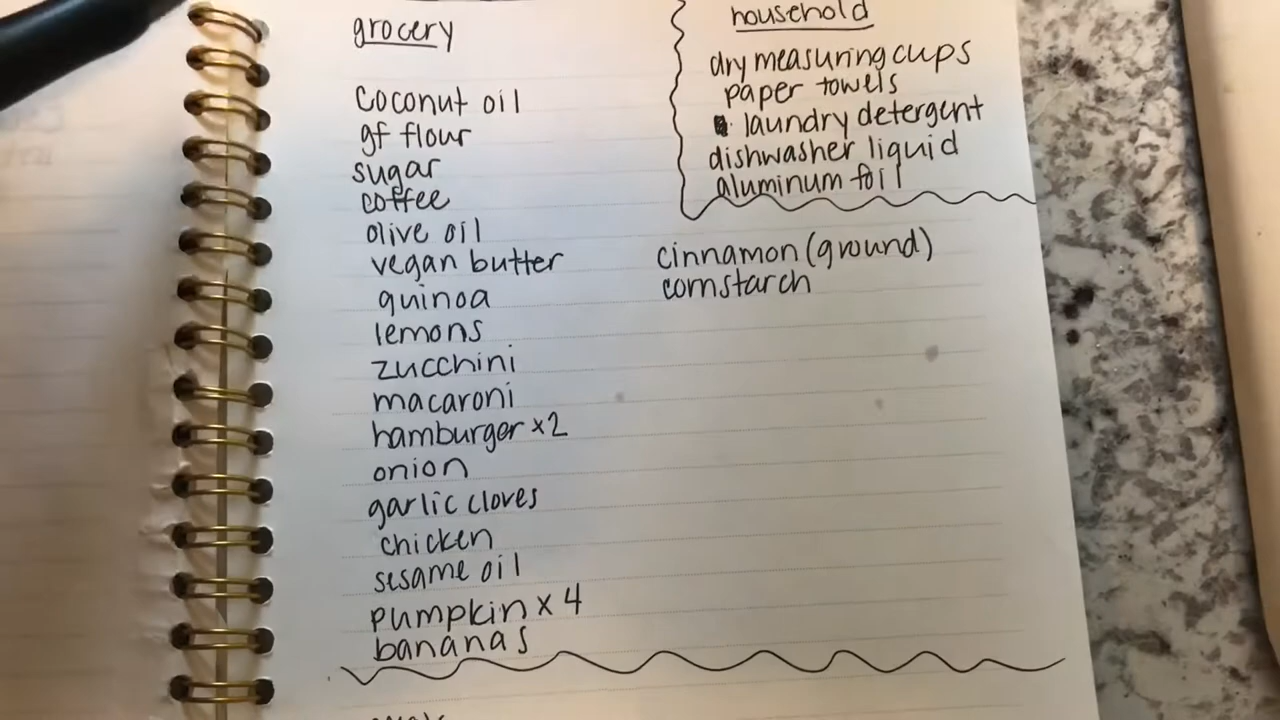 grocery
coconut oil
gf flour
sugar
coffee
olive oil
vegan butter
quinoa
lemons
zucchini
macaroni
hamburger x2
onion
garlic cloves
chicken
sesame oil
pumpkin x 4
bananas
household
dry measuring cups
paper towels
laundry detergent
dishwasher liquid
aluminum foil
cinnamon (ground)
cornstarch